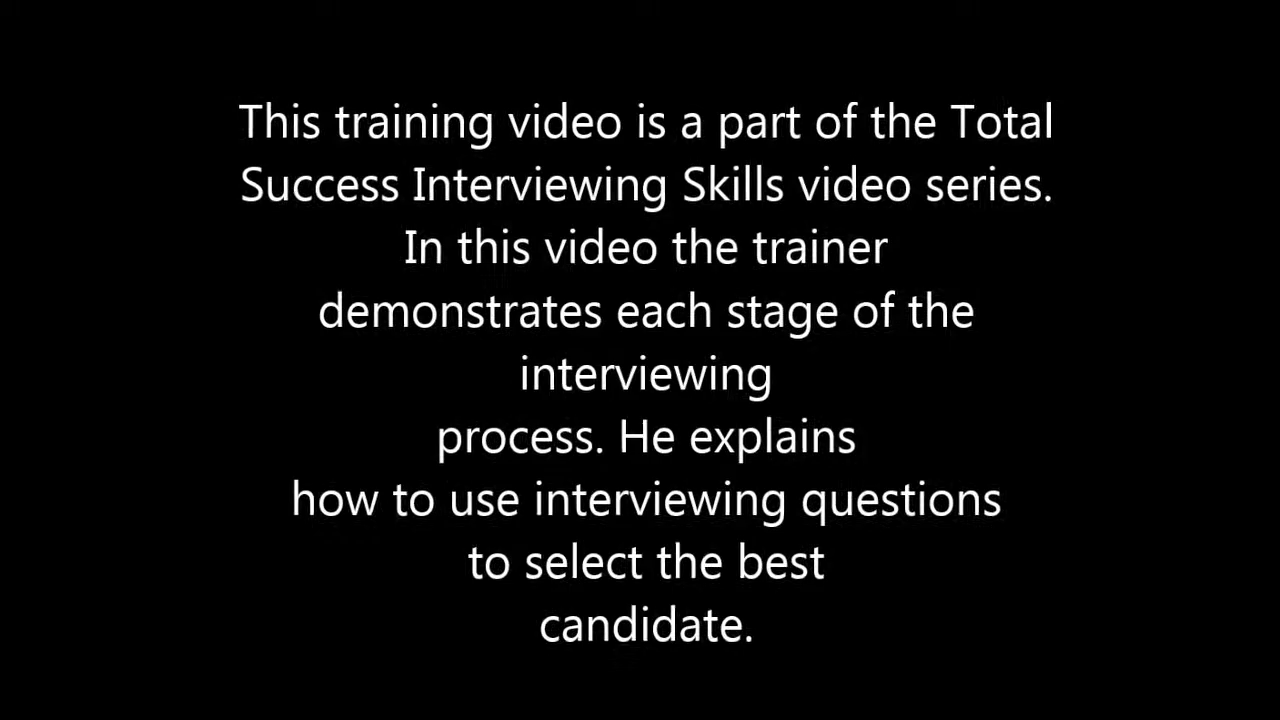 This training video is a part of the Total
Success Interviewing Skills video series.
In this video the trainer
demonstrates each stage of the
interviewing
process. He explains
how to use interviewing questions
to select the best
candidate.